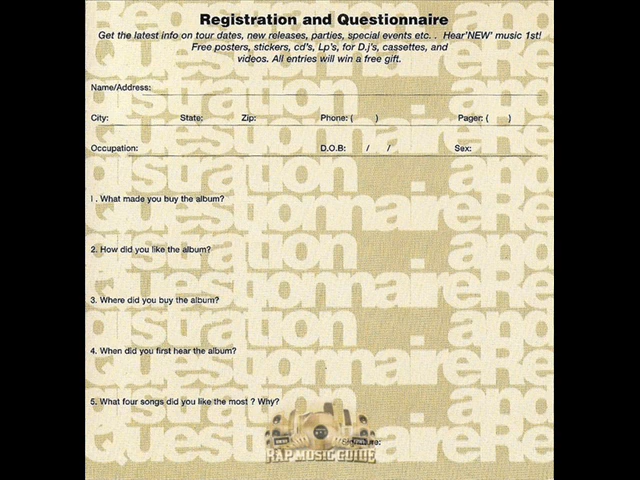 Registration and Questionnaire
Get the latest info on tour dates, new releases, parties, special events etc. . Hear'NEW' music 1st!
Free posters, stickers, cd's, Lp's, for D.j's, cassettes, and
videos. All entries will win a free gift.
Name/Address:
City: State: Zip: Phone: ( ) Pager: ( )
Occupation: D.O.B: / / Sex:
1 . What made you buy the album?
2. How did you like the album?
3. Where did you buy the album?
4. When did you first hear the album?
5. What four songs did you like the most ? Why?
Signature:
RAP MUSIC GUIDE